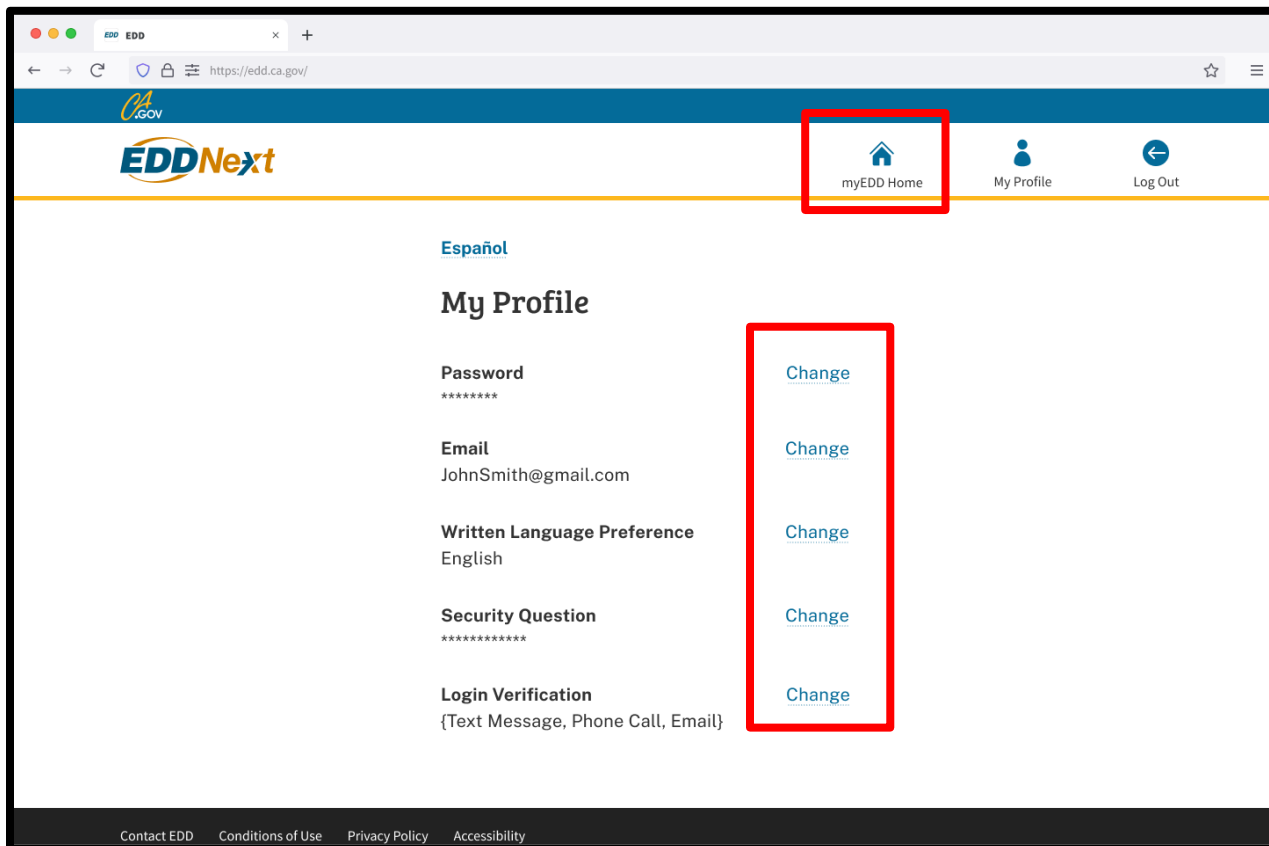 EDD EDD
https://edd.ca.gov/
CA.GOV
EDDNext
myEDD Home My Profile Log Out
Español
My Profile
Password Change
********
Email Change
JohnSmith@gmail.com
Written Language Preference Change
English
Security Question Change
************
Login Verification Change
{Text Message, Phone Call, Email}
Contact EDD Conditions of Use Privacy Policy Accessibility